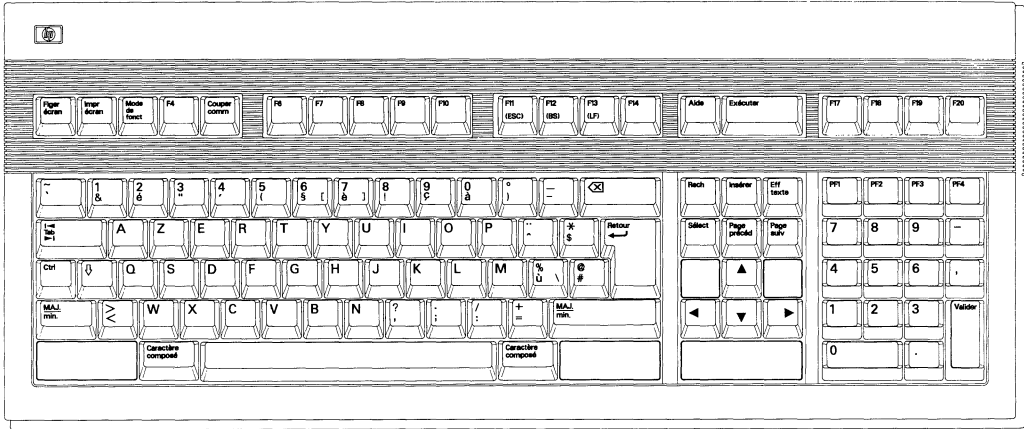 hp
Figer écran Impr écran Mode de fonct F4 Couper comm F6 F7 F8 F9 F10 F11 (ESC) F12 (BS) F13 (LF) F14 Aide Exécuter F17 F18 F19 F20
~ ` 1 & 2 é 3 " 4 ' 5 ( 6 § [ 7 è ] 8 ! 9 ç 0 à ° ) — - ⌫ Rech Insérer Eff texte PF1 PF2 PF3 PF4
Tab A Z E R T Y U I O P ¨ ^ * $ Retour Sélect Page précéd Page suiv 7 8 9 –
Ctrl ⇩ Q S D F G H J K L M % ù \ @ # ▲ 4 5 6 ,
MAJ. min. > < W X C V B N ? , . ; / : + = MAJ. min. ◀ ▼ ▶ 1 2 3 Valider
Caractère composé Caractère composé 0 .